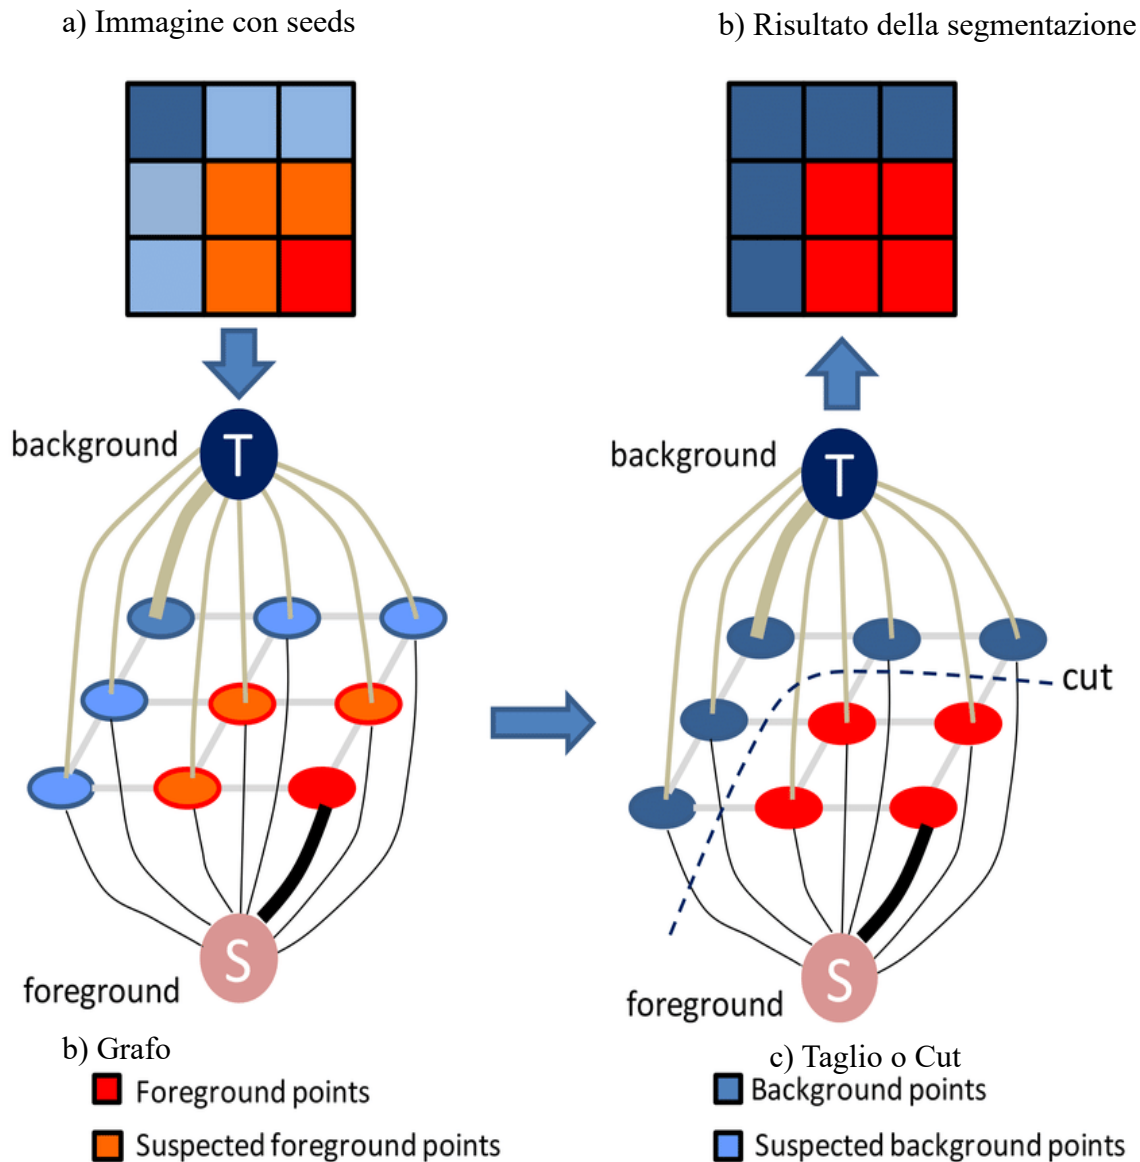 a) Immagine con seeds
b) Risultato della segmentazione
background
T
background
T
cut
S
foreground
S
foreground
b) Grafo
c) Taglio o Cut
Foreground points
Background points
Suspected foreground points
Suspected background points